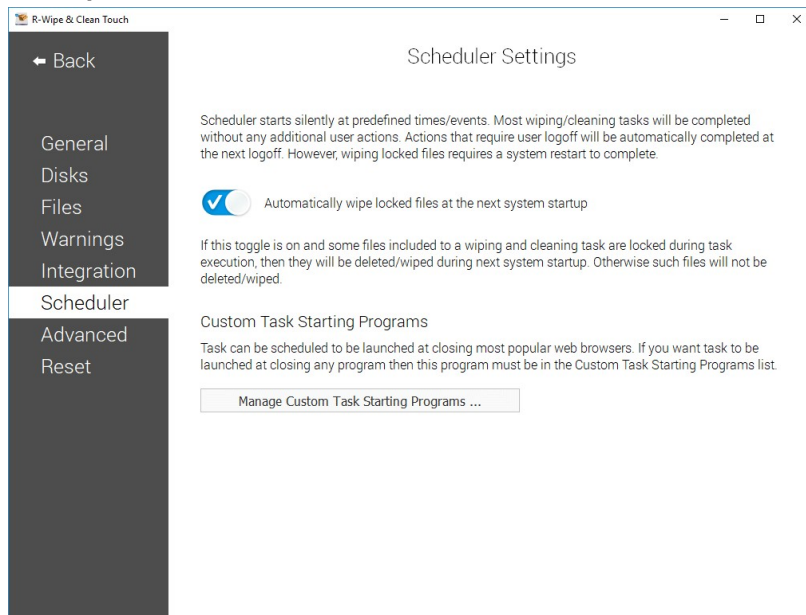 R-Wipe & Clean Touch
Back
Scheduler Settings
General
Disks
Files
Warnings
Integration
Scheduler
Advanced
Reset
Scheduler starts silently at predefined times/events. Most wiping/cleaning tasks will be completed
without any additional user actions. Actions that require user logoff will be automatically completed at
the next logoff. However, wiping locked files requires a system restart to complete.
Automatically wipe locked files at the next system startup
If this toggle is on and some files included to a wiping and cleaning task are locked during task
execution, then they will be deleted/wiped during next system startup. Otherwise such files will not be
deleted/wiped.
Custom Task Starting Programs
Task can be scheduled to be launched at closing most popular web browsers. If you want task to be
launched at closing any program then this program must be in the Custom Task Starting Programs list.
Manage Custom Task Starting Programs ...